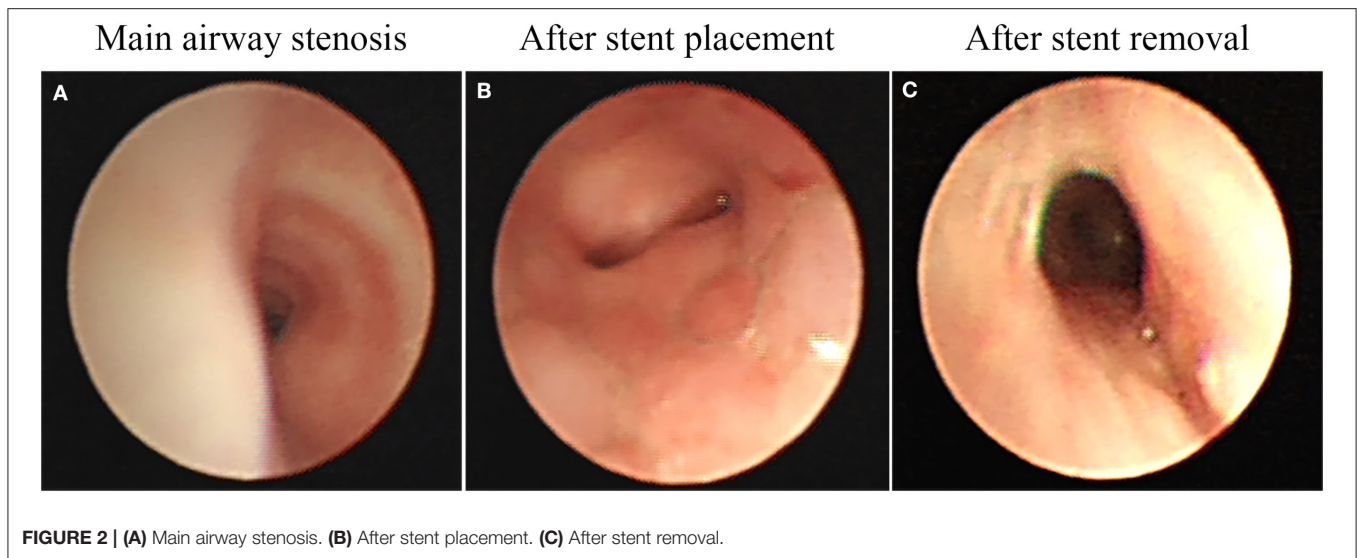 Main airway stenosis After stent placement After stent removal
A B C
FIGURE 2 | (A) Main airway stenosis. (B) After stent placement. (C) After stent removal.